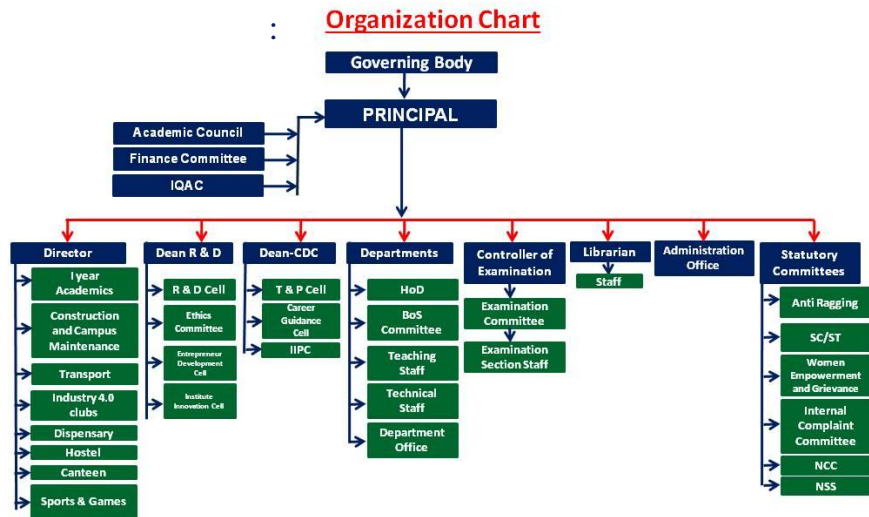 :
Organization Chart
Governing Body
PRINCIPAL
Academic Council
Finance Committee
IQAC
Director
I year
Academics
Construction
and Campus
Maintenance
Transport
Industry 4.0
clubs
Dispensary
Hostel
Canteen
Sports & Games
Dean R & D
R & D Cell
Ethics
Committee
Entrepreneur
Development
Cell
Institute
Innovation Cell
Dean-CDC
T & P Cell
Career
Guidance
Cell
IIPC
Departments
HoD
BoS
Committee
Teaching
Staff
Technical
Staff
Department
Office
Controller of
Examination
Examination
Committee
Examination
Section Staff
Librarian
Staff
Administration
Office
Statutory
Committees
Anti Ragging
SC/ST
Women
Empowerment
and Grievance
Internal
Complaint
Committee
NCC
NSS